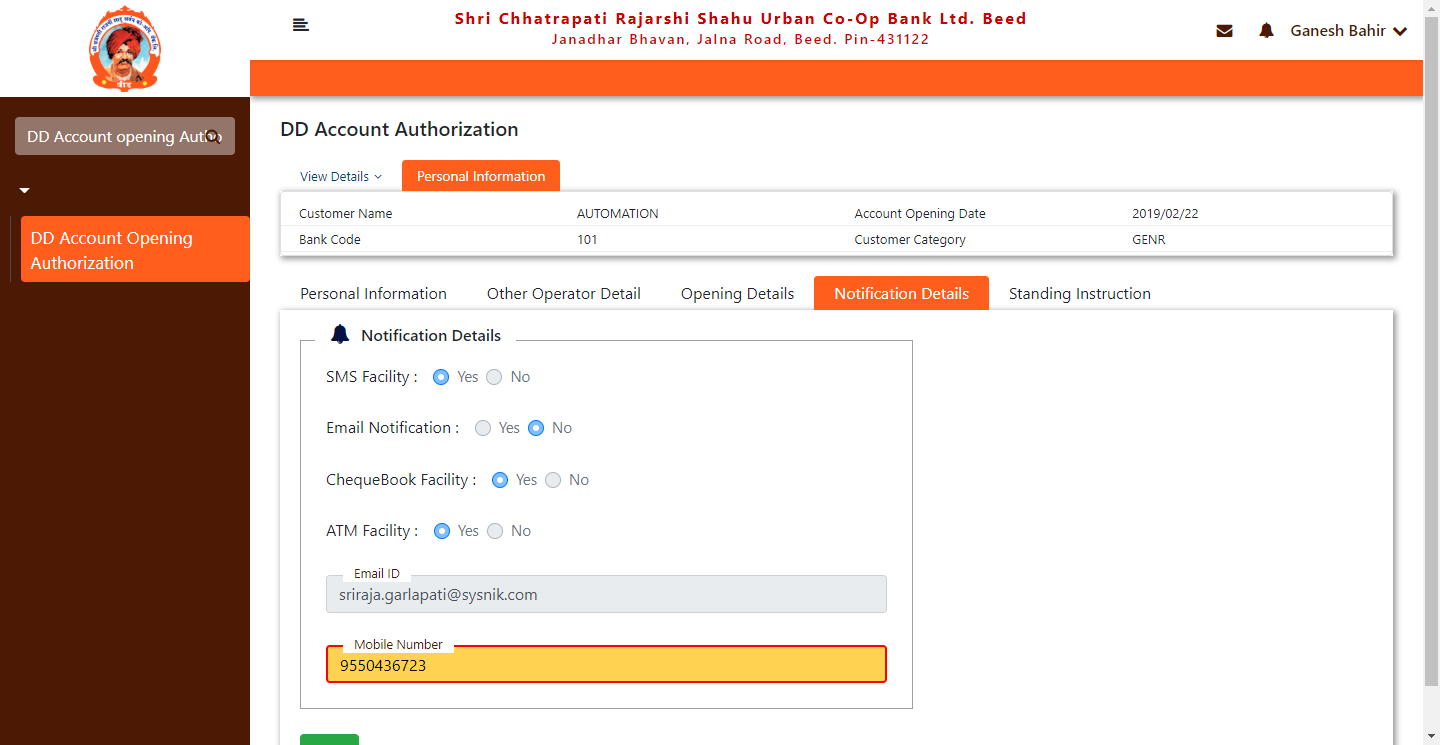 Shri Chhatrapati Rajarshi Shahu Urban Co-Op Bank Ltd. Beed
Janadhar Bhavan, Jalna Road, Beed. Pin-431122
Ganesh Bahir
बीड
DD Account opening Autho
DD Account Opening
Authorization
DD Account Authorization
View Details
Personal Information
Customer Name AUTOMATION Account Opening Date 2019/02/22
Bank Code 101 Customer Category GENR
Personal Information Other Operator Detail Opening Details Notification Details Standing Instruction
Notification Details
SMS Facility : Yes No
Email Notification : Yes No
ChequeBook Facility : Yes No
ATM Facility : Yes No
Email ID
sriraja.garlapati@sysnik.com
Mobile Number
9550436723